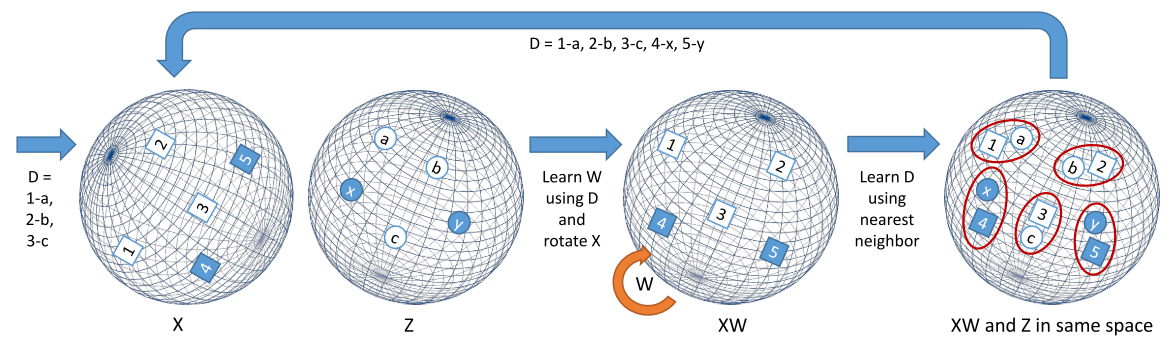 D = 1-a, 2-b, 3-c, 4-x, 5-y
D =
1-a,
2-b,
3-c
2
5
3
1
4
X
a
b
x
y
c
Z
Learn W
using D
and
rotate X
1
2
3
4
5
W
XW
Learn D
using
nearest
neighbor
1 a
b 2
x
4
3
c
y
5
XW and Z in same space